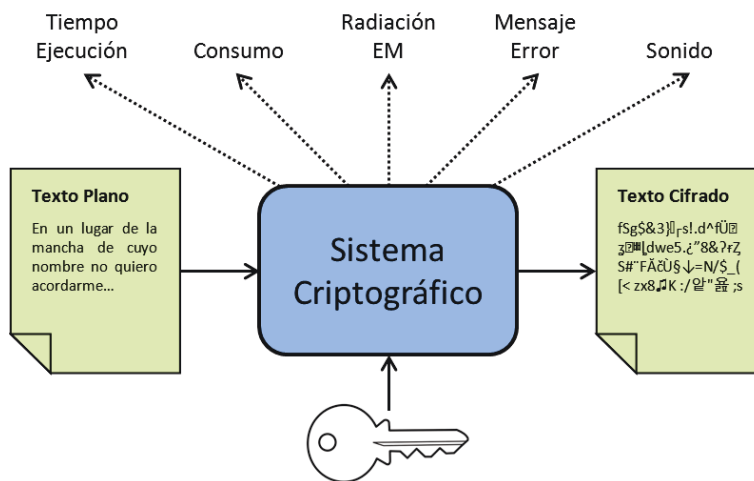 Tiempo
Ejecución
Consumo
Radiación
EM
Mensaje
Error
Sonido
Texto Plano
En un lugar de la
mancha de cuyo
nombre no quiero
acordarme...
Sistema
Criptográfico
Texto Cifrado